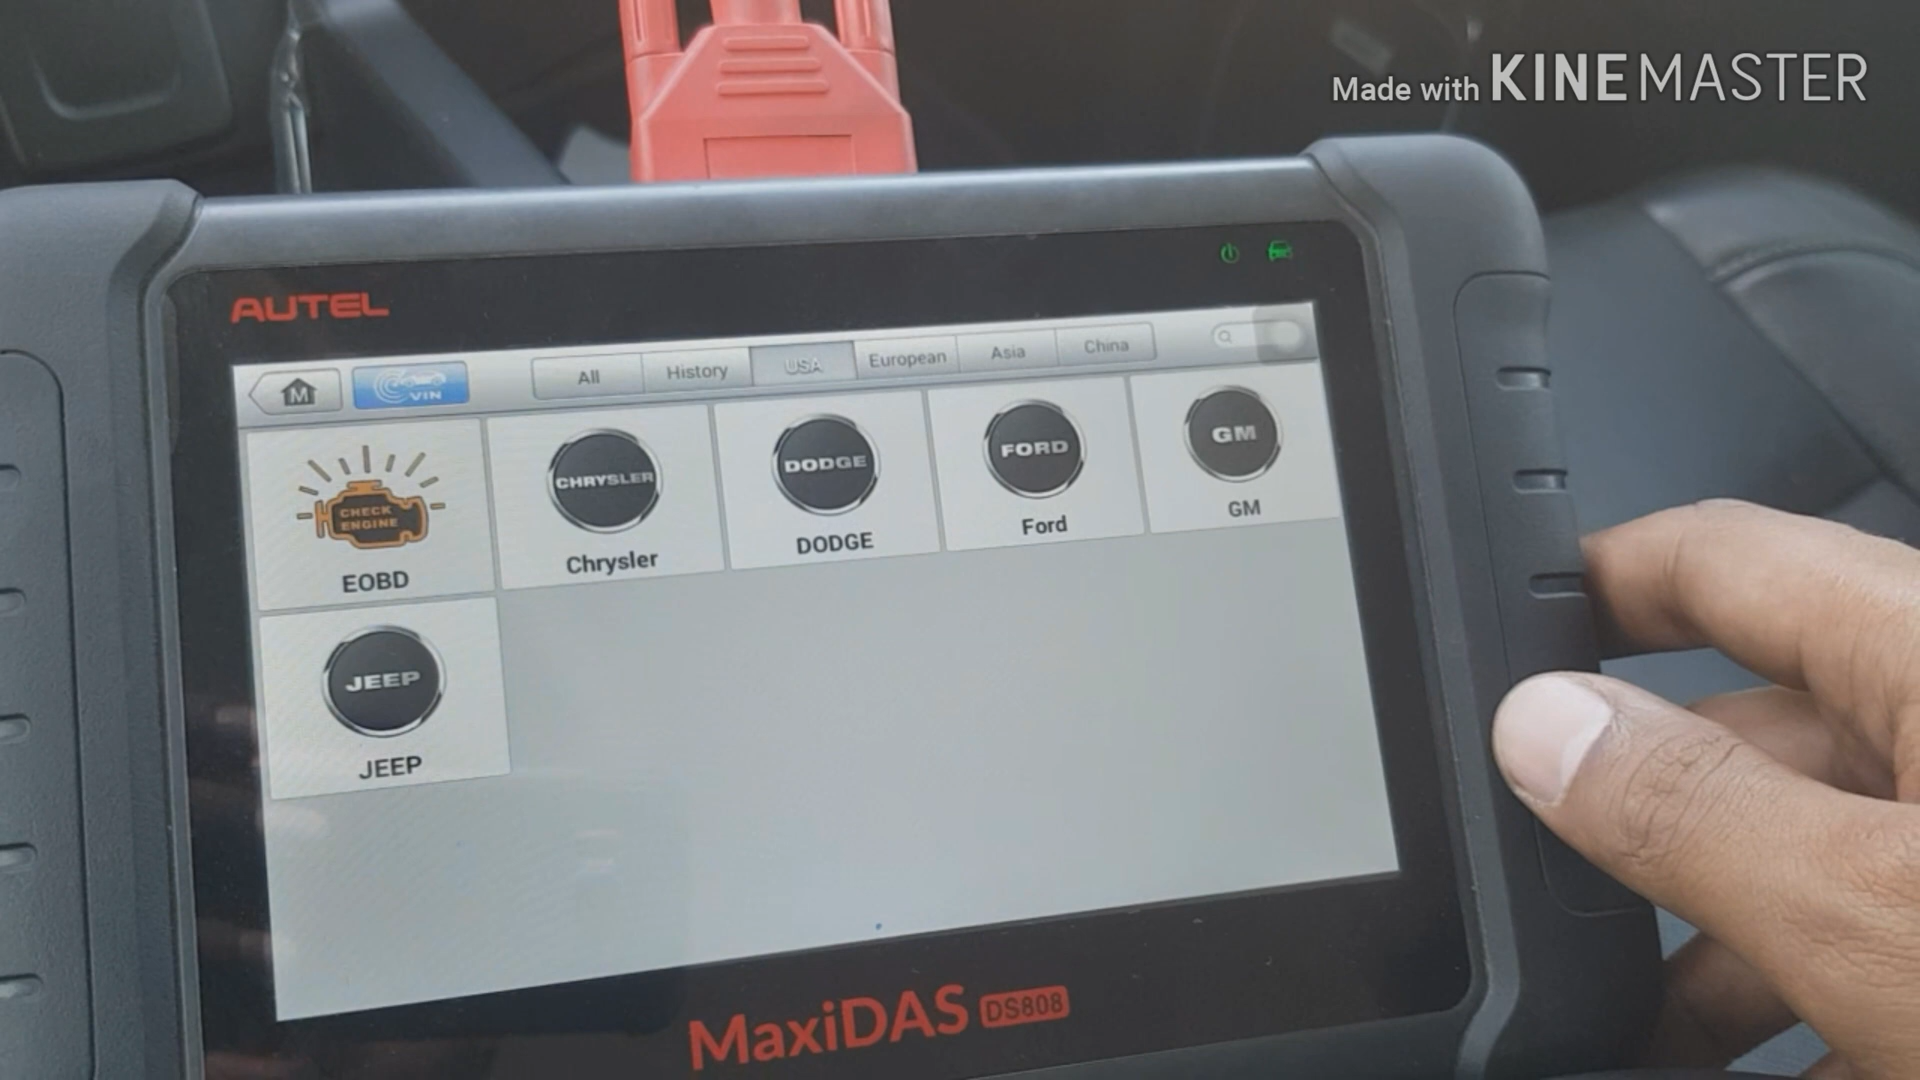 Made with KINEMASTER
AUTEL
M
VIN
All
History
USA
European
Asia
China
CHECK
ENGINE
EOBD
CHRYSLER
Chrysler
DODGE
DODGE
FORD
Ford
GM
GM
JEEP
JEEP
MaxiDAS DS808